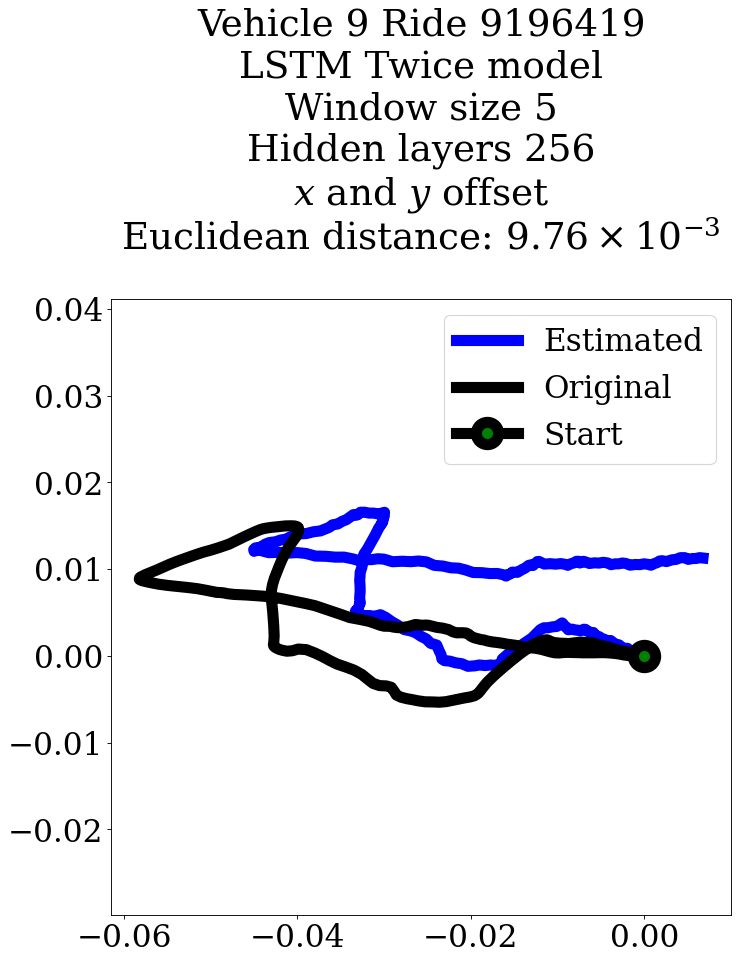 Vehicle 9 Ride 9196419
LSTM Twice model
Window size 5
Hidden layers 256
x and y offset
Euclidean distance: 9.76 × 10⁻³
Estimated
Original
Start
0.04
0.03
0.02
0.01
0.00
−0.01
−0.02
−0.06 −0.04 −0.02 0.00